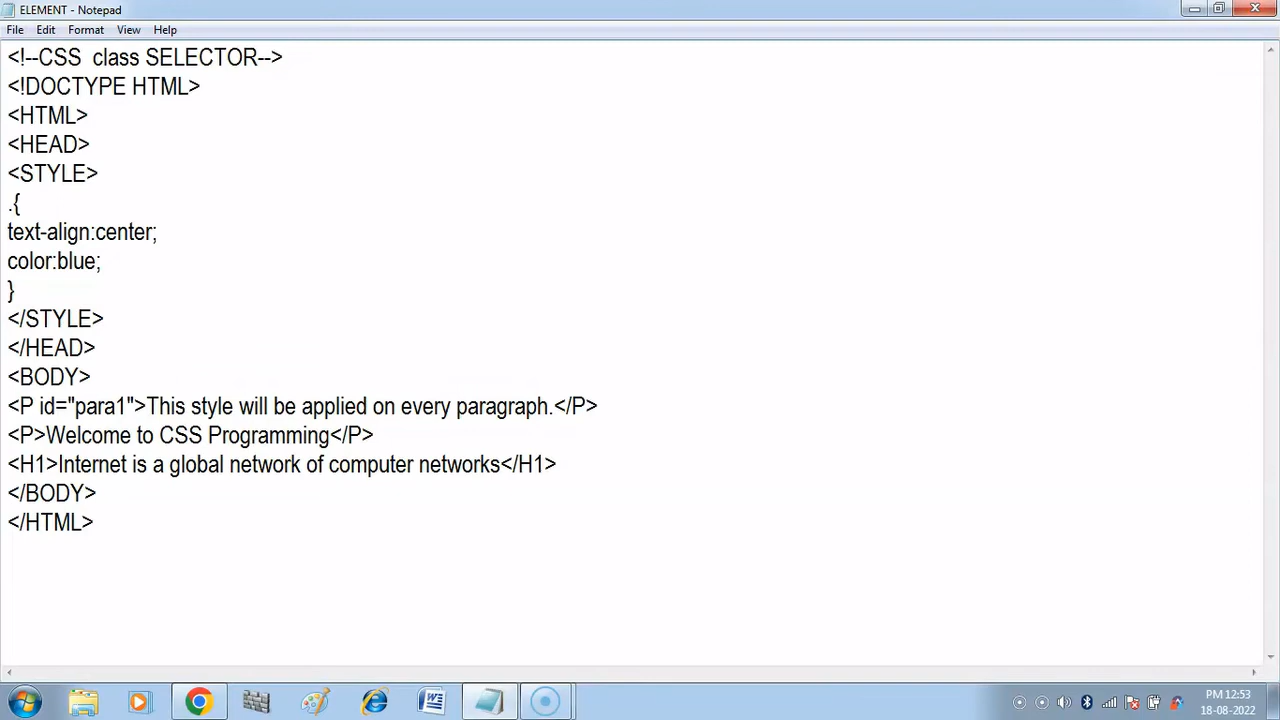 ELEMENT - Notepad
File Edit Format View Help
<!--CSS  class SELECTOR-->
<!DOCTYPE HTML>
<HTML>
<HEAD>
<STYLE>
.{
text-align:center;
color:blue;
}
</STYLE>
</HEAD>
<BODY>
<P id="para1">This style will be applied on every paragraph.</P>
<P>Welcome to CSS Programming</P>
<H1>Internet is a global network of computer networks</H1>
</BODY>
</HTML>
PM 12:53
18-08-2022